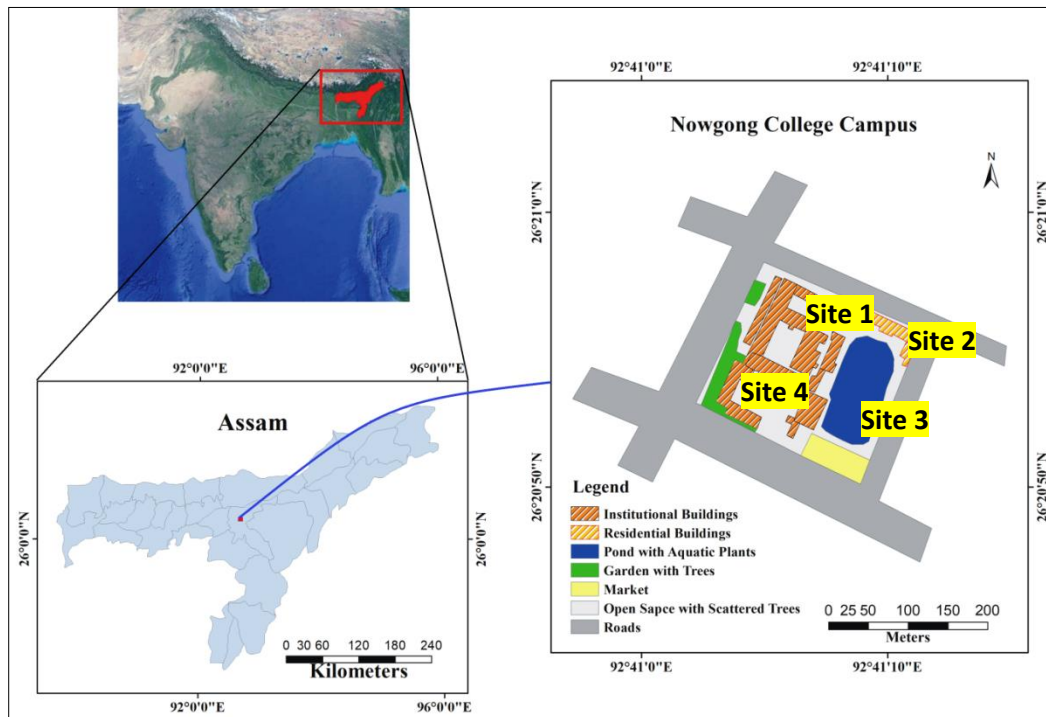 92°0'0"E
96°0'0"E
Assam
26°0'0"N
26°0'0"N
0 30 60 120 180 240
Kilometers
92°0'0"E
96°0'0"E
92°41'0"E
92°41'10"E
Nowgong College Campus
N
26°21'0"N
26°21'0"N
Site 1
Site 2
Site 4
Site 3
26°20'50"N
26°20'50"N
Legend
Institutional Buildings
Residential Buildings
Pond with Aquatic Plants
Garden with Trees
Market
Open Sapce with Scattered Trees
Roads
0 25 50 100 150 200
Meters
92°41'0"E
92°41'10"E